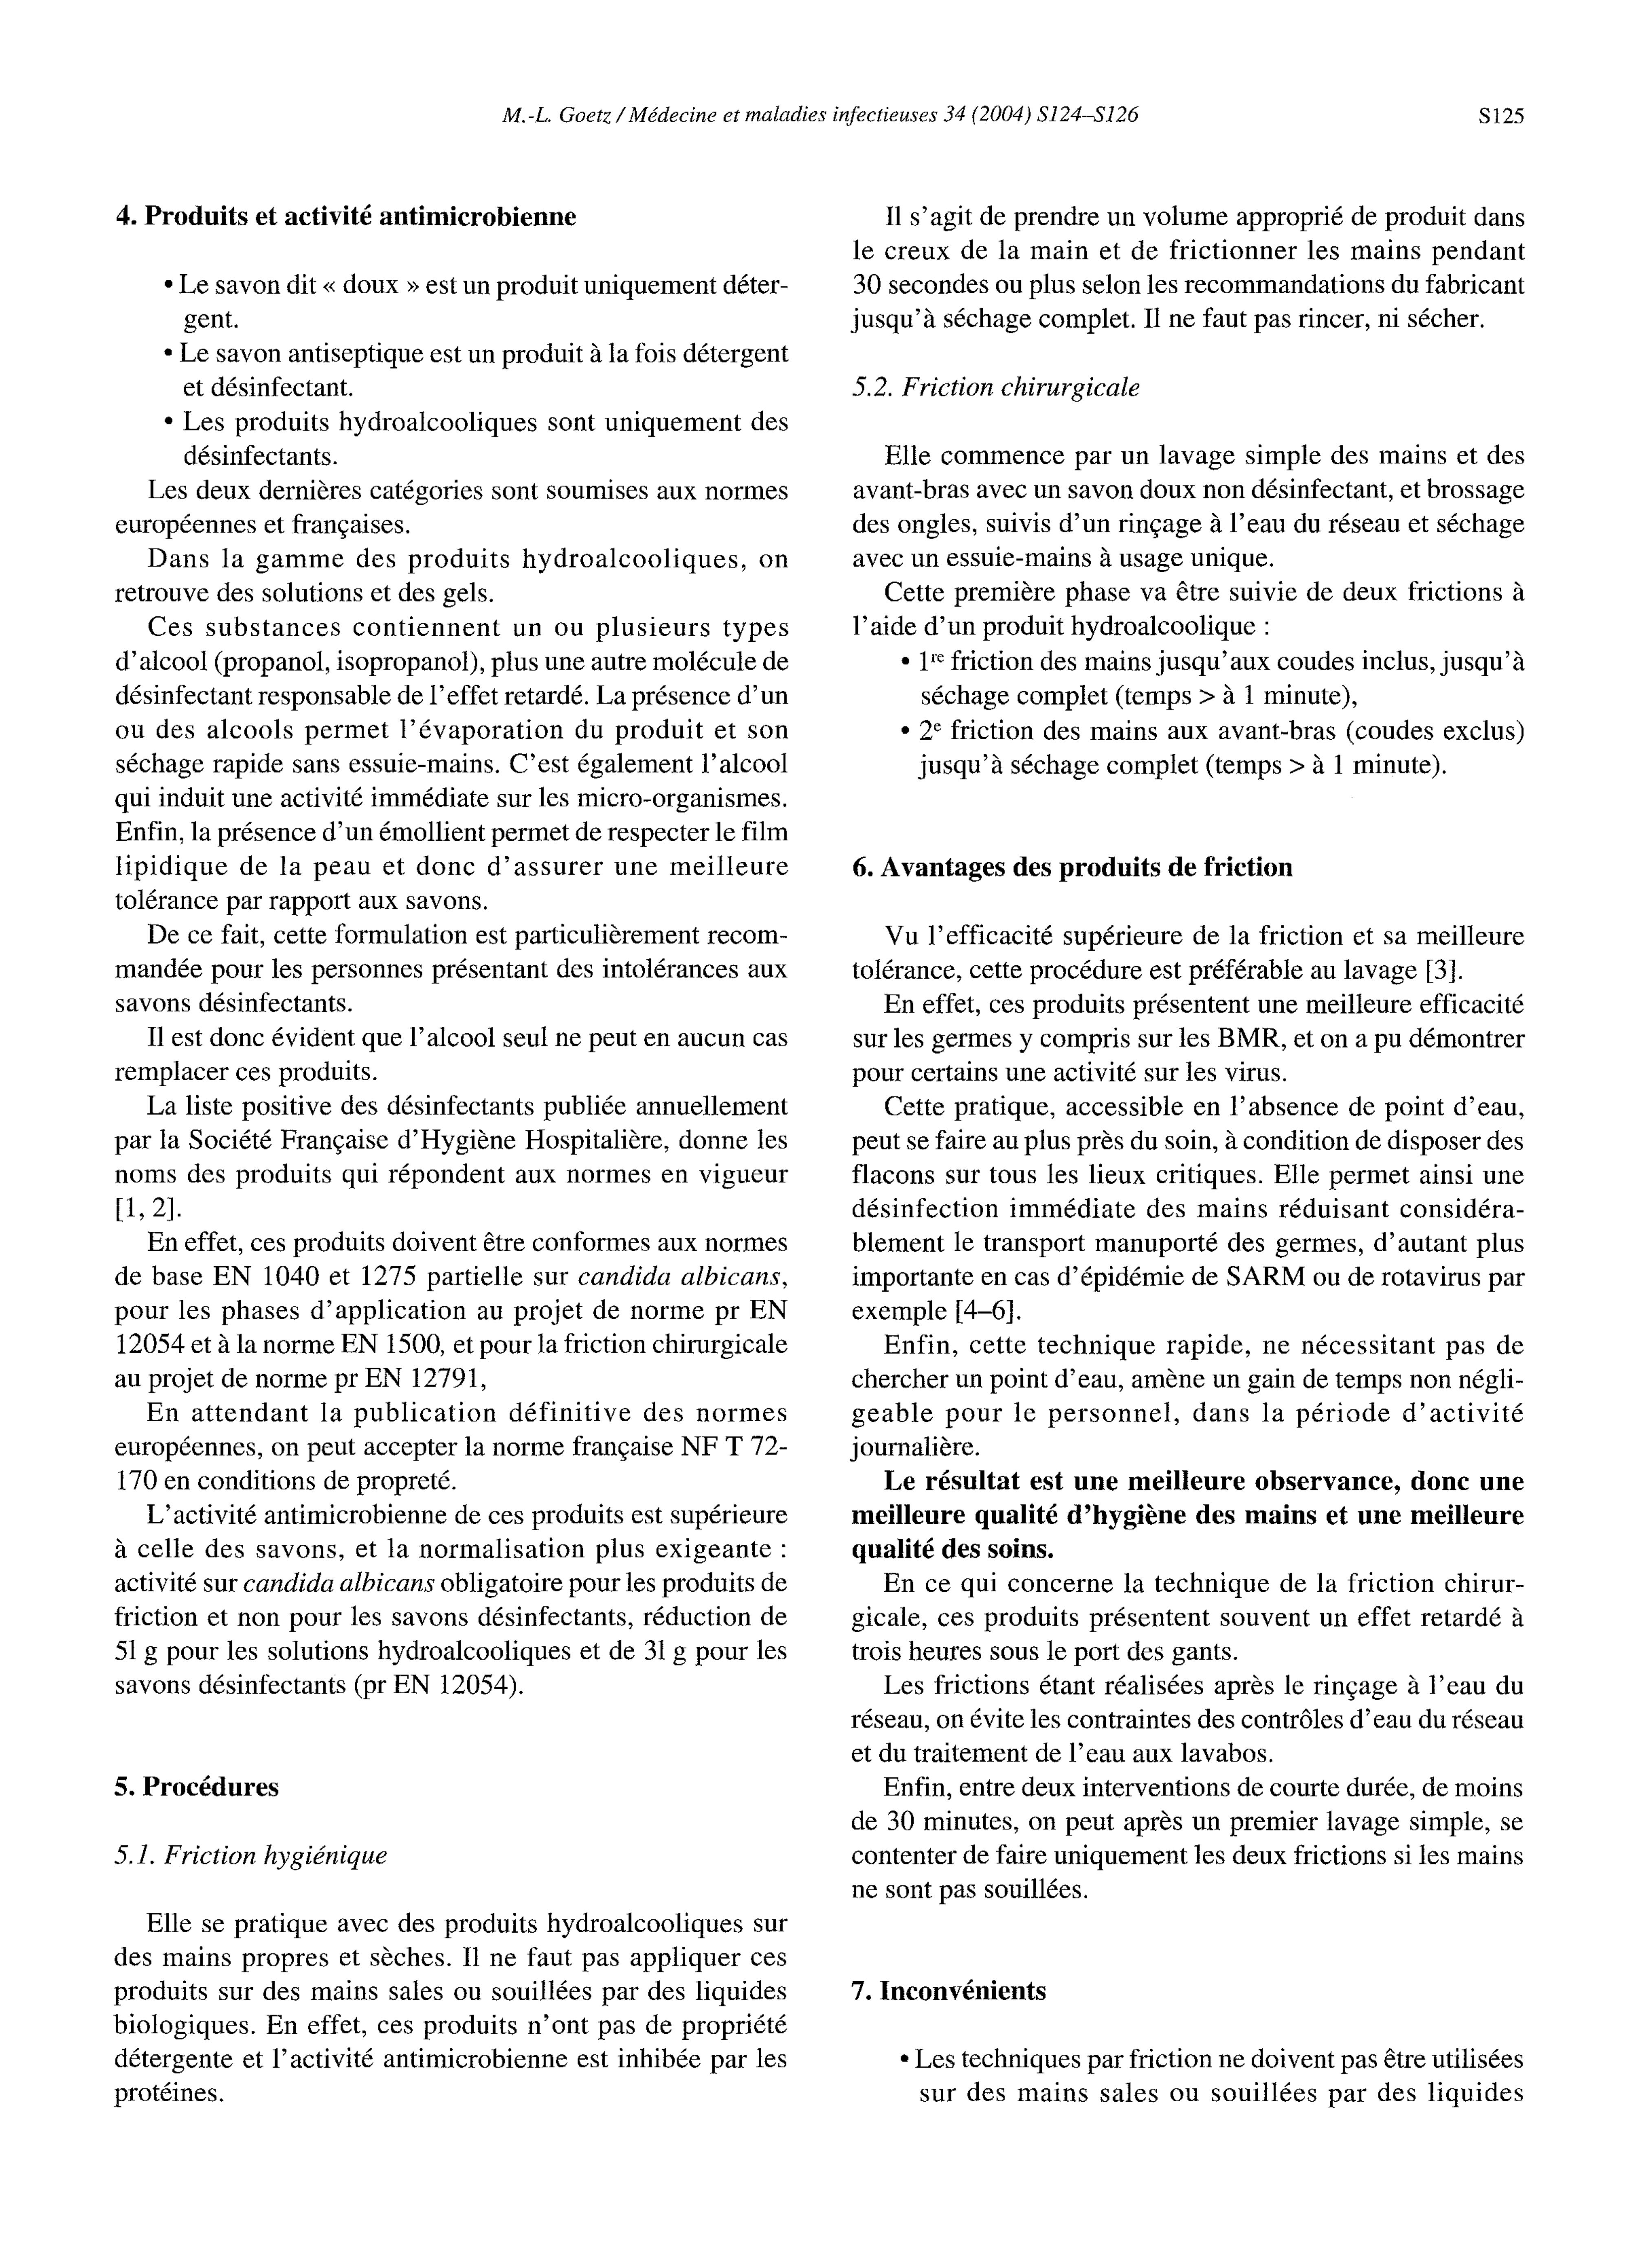 M.-L. Goetz / Médecine et maladies infectieuses 34 (2004) S124–S126
S125
4. Produits et activité antimicrobienne
• Le savon dit « doux » est un produit uniquement déter-
gent.
• Le savon antiseptique est un produit à la fois détergent
et désinfectant.
• Les produits hydroalcooliques sont uniquement des
désinfectants.
Les deux dernières catégories sont soumises aux normes
européennes et françaises.
Dans la gamme des produits hydroalcooliques, on
retrouve des solutions et des gels.
Ces substances contiennent un ou plusieurs types
d'alcool (propanol, isopropanol), plus une autre molécule de
désinfectant responsable de l'effet retardé. La présence d'un
ou des alcools permet l'évaporation du produit et son
séchage rapide sans essuie-mains. C'est également l'alcool
qui induit une activité immédiate sur les micro-organismes.
Enfin, la présence d'un émollient permet de respecter le film
lipidique de la peau et donc d'assurer une meilleure
tolérance par rapport aux savons.
De ce fait, cette formulation est particulièrement recom-
mandée pour les personnes présentant des intolérances aux
savons désinfectants.
Il est donc évident que l'alcool seul ne peut en aucun cas
remplacer ces produits.
La liste positive des désinfectants publiée annuellement
par la Société Française d'Hygiène Hospitalière, donne les
noms des produits qui répondent aux normes en vigueur
[1, 2].
En effet, ces produits doivent être conformes aux normes
de base EN 1040 et 1275 partielle sur candida albicans,
pour les phases d'application au projet de norme pr EN
12054 et à la norme EN 1500, et pour la friction chirurgicale
au projet de norme pr EN 12791,
En attendant la publication définitive des normes
européennes, on peut accepter la norme française NF T 72-
170 en conditions de propreté.
L'activité antimicrobienne de ces produits est supérieure
à celle des savons, et la normalisation plus exigeante :
activité sur candida albicans obligatoire pour les produits de
friction et non pour les savons désinfectants, réduction de
5l g pour les solutions hydroalcooliques et de 3l g pour les
savons désinfectants (pr EN 12054).
5. Procédures
5.1. Friction hygiénique
Elle se pratique avec des produits hydroalcooliques sur
des mains propres et sèches. Il ne faut pas appliquer ces
produits sur des mains sales ou souillées par des liquides
biologiques. En effet, ces produits n'ont pas de propriété
détergente et l'activité antimicrobienne est inhibée par les
protéines.
Il s'agit de prendre un volume approprié de produit dans
le creux de la main et de frictionner les mains pendant
30 secondes ou plus selon les recommandations du fabricant
jusqu'à séchage complet. Il ne faut pas rincer, ni sécher.
5.2. Friction chirurgicale
Elle commence par un lavage simple des mains et des
avant-bras avec un savon doux non désinfectant, et brossage
des ongles, suivis d'un rinçage à l'eau du réseau et séchage
avec un essuie-mains à usage unique.
Cette première phase va être suivie de deux frictions à
l'aide d'un produit hydroalcoolique :
• 1re friction des mains jusqu'aux coudes inclus, jusqu'à
séchage complet (temps > à 1 minute),
• 2e friction des mains aux avant-bras (coudes exclus)
jusqu'à séchage complet (temps > à 1 minute).
6. Avantages des produits de friction
Vu l'efficacité supérieure de la friction et sa meilleure
tolérance, cette procédure est préférable au lavage [3].
En effet, ces produits présentent une meilleure efficacité
sur les germes y compris sur les BMR, et on a pu démontrer
pour certains une activité sur les virus.
Cette pratique, accessible en l'absence de point d'eau,
peut se faire au plus près du soin, à condition de disposer des
flacons sur tous les lieux critiques. Elle permet ainsi une
désinfection immédiate des mains réduisant considéra-
blement le transport manuporté des germes, d'autant plus
importante en cas d'épidémie de SARM ou de rotavirus par
exemple [4–6].
Enfin, cette technique rapide, ne nécessitant pas de
chercher un point d'eau, amène un gain de temps non négli-
geable pour le personnel, dans la période d'activité
journalière.
Le résultat est une meilleure observance, donc une
meilleure qualité d'hygiène des mains et une meilleure
qualité des soins.
En ce qui concerne la technique de la friction chirur-
gicale, ces produits présentent souvent un effet retardé à
trois heures sous le port des gants.
Les frictions étant réalisées après le rinçage à l'eau du
réseau, on évite les contraintes des contrôles d'eau du réseau
et du traitement de l'eau aux lavabos.
Enfin, entre deux interventions de courte durée, de moins
de 30 minutes, on peut après un premier lavage simple, se
contenter de faire uniquement les deux frictions si les mains
ne sont pas souillées.
7. Inconvénients
• Les techniques par friction ne doivent pas être utilisées
sur des mains sales ou souillées par des liquides